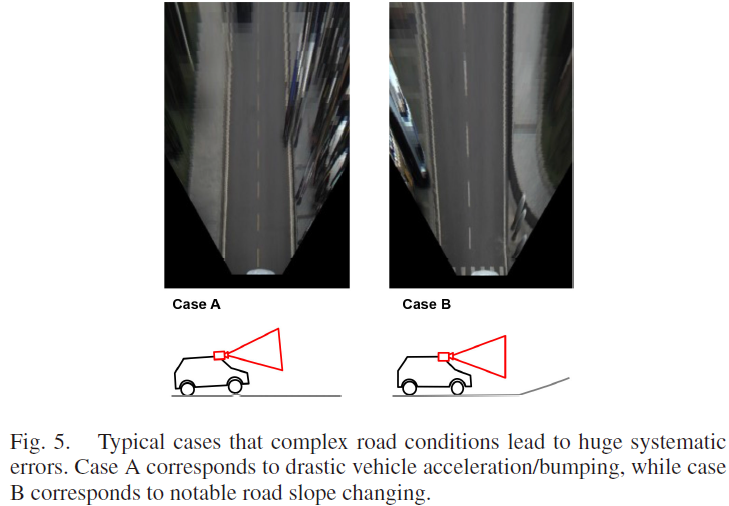 Case A
Case B
Fig. 5. Typical cases that complex road conditions lead to huge systematic
errors. Case A corresponds to drastic vehicle acceleration/bumping, while case
B corresponds to notable road slope changing.